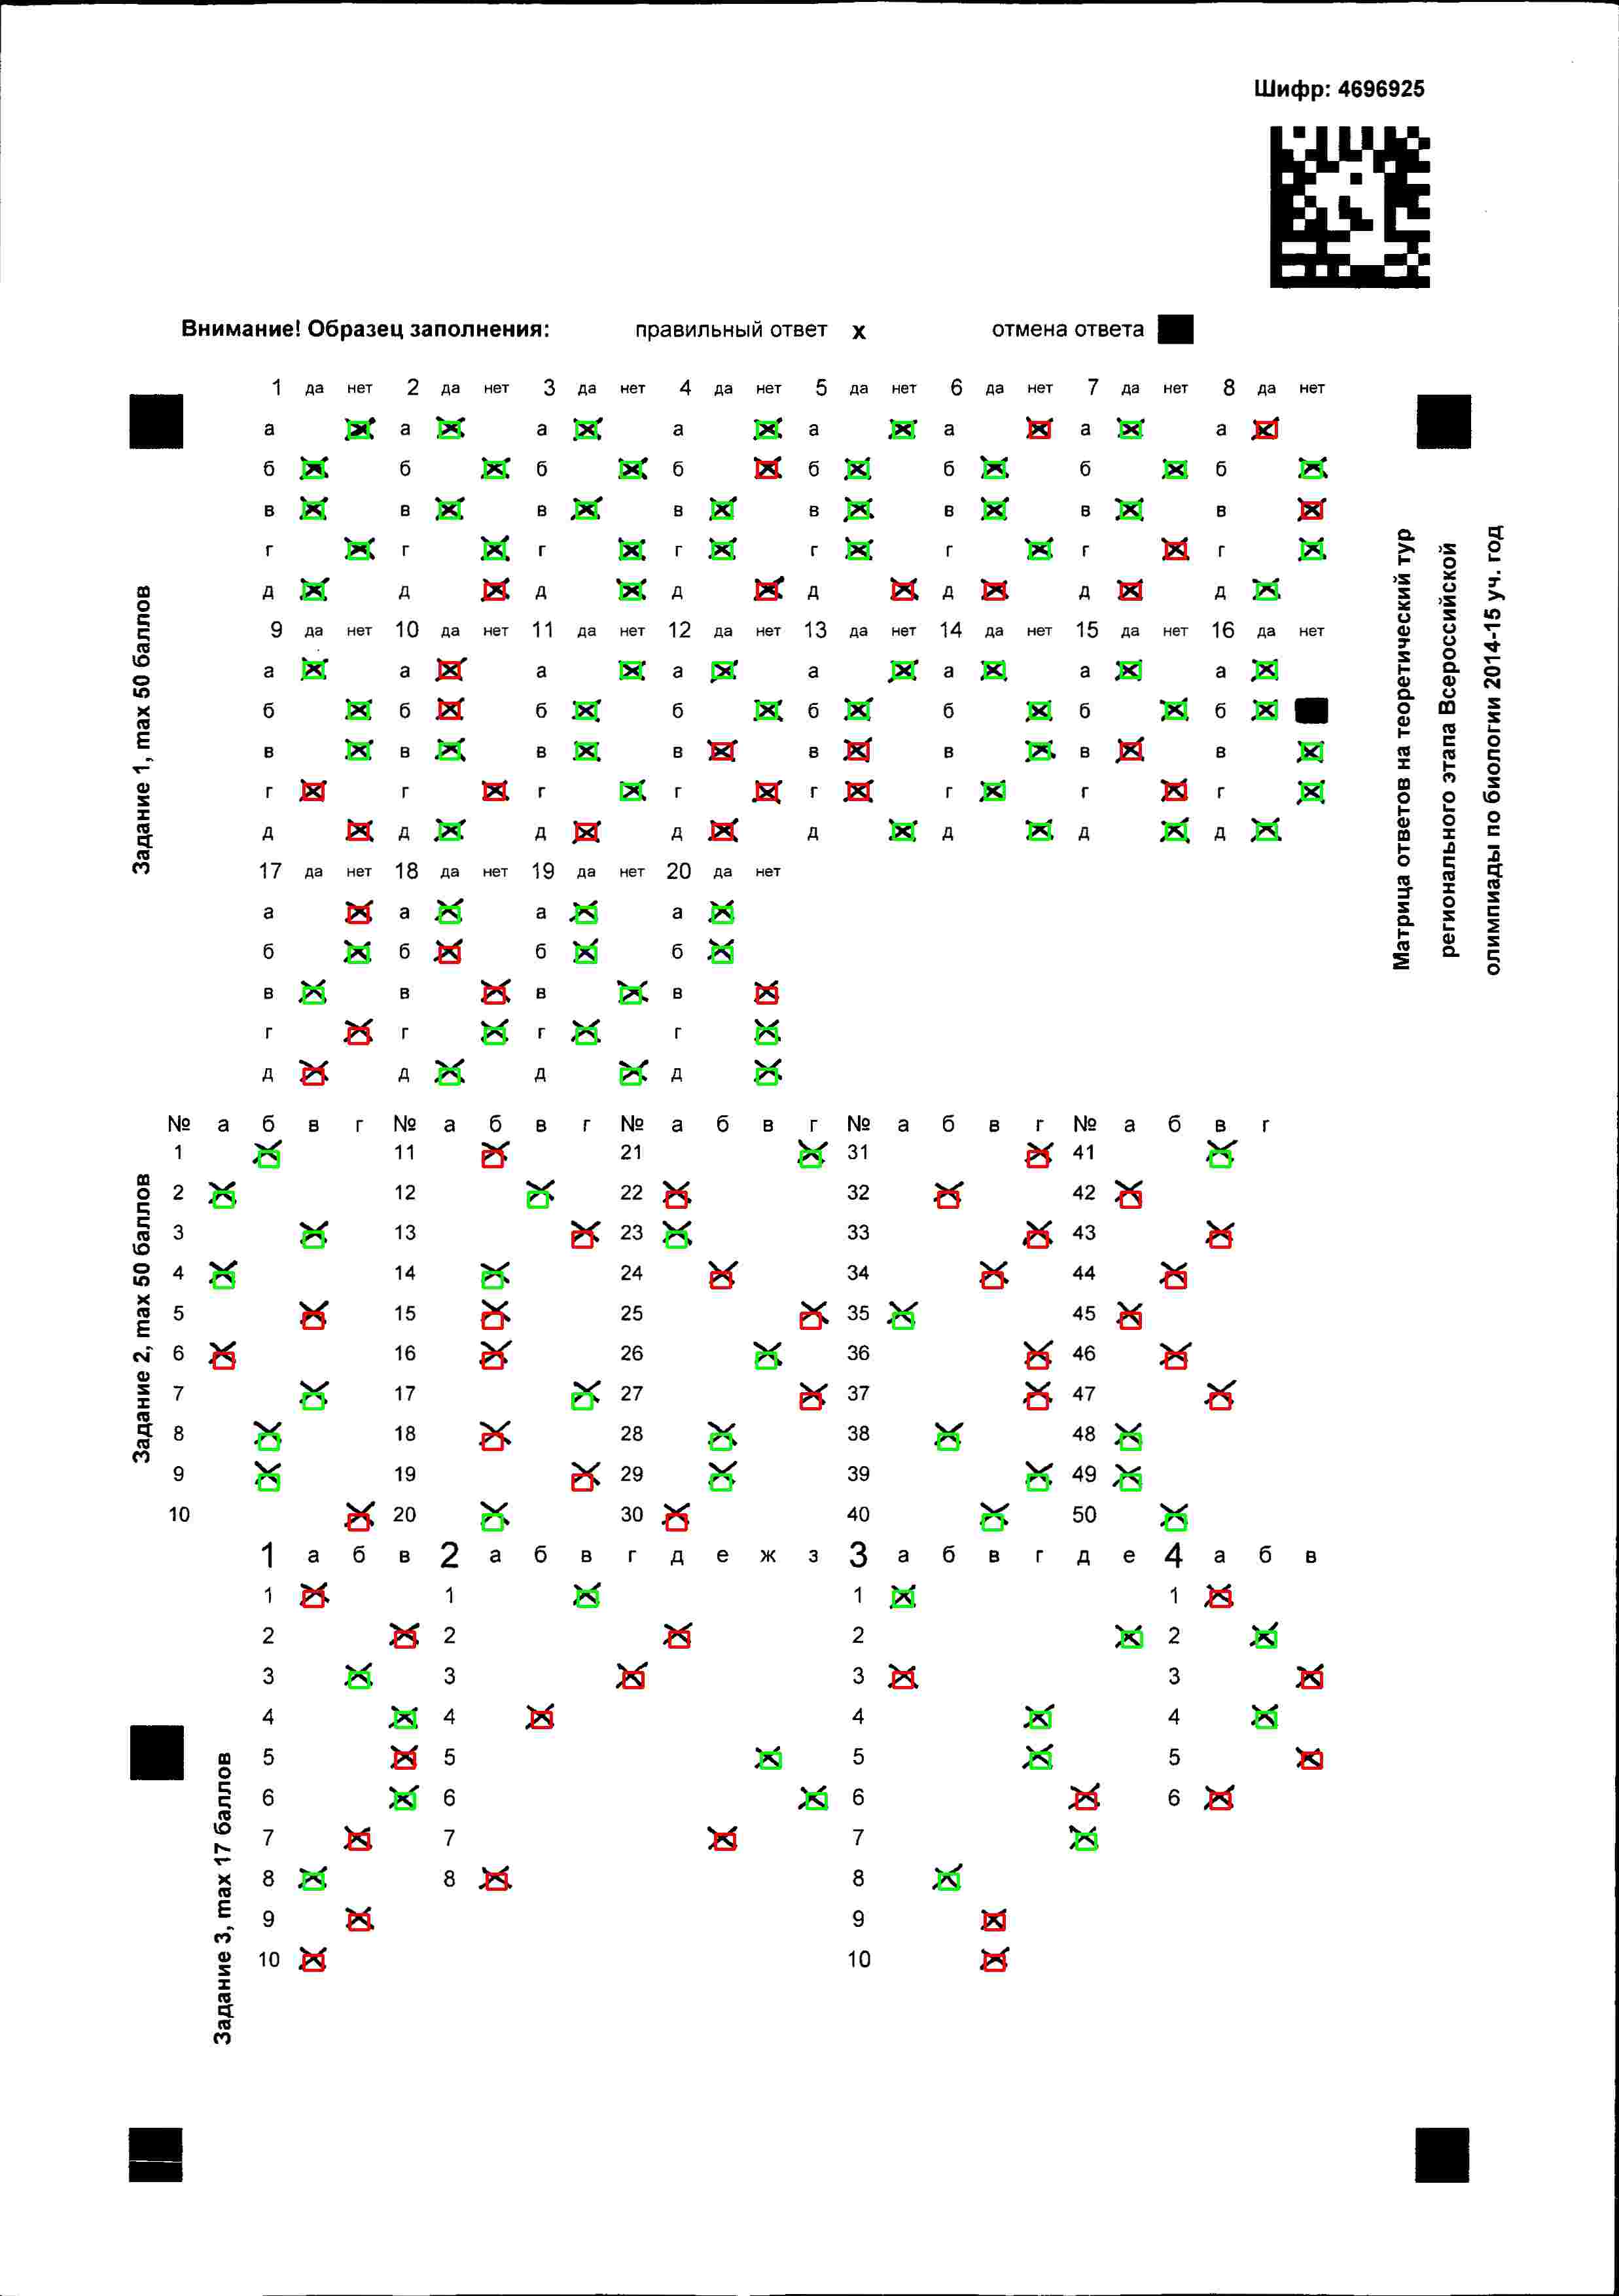 Шифр: 4696925
Внимание! Образец заполнения: правильный ответ x отмена ответа
1 да нет 2 да нет 3 да нет 4 да нет 5 да нет 6 да нет 7 да нет 8 да нет
а а а а а а а а
б б б б б б б б
в в в в в в в в
г г г г г г г г
д д д д д д д д
9 да нет 10 да нет 11 да нет 12 да нет 13 да нет 14 да нет 15 да нет 16 да нет
а а а а а а а а
б б б б б б б б
в в в в в в в в
г г г г г г г г
д д д д д д д д
17 да нет 18 да нет 19 да нет 20 да нет
а а а а
б б б б
в в в в
г г г г
д д д д
№ а б в г № а б в г № а б в г № а б в г № а б в г
1 11 21 31 41
2 12 22 32 42
3 13 23 33 43
4 14 24 34 44
5 15 25 35 45
6 16 26 36 46
7 17 27 37 47
8 18 28 38 48
9 19 29 39 49
10 20 30 40 50
1 а б в 2 а б в г д е ж з 3 а б в г д е 4 а б в
1 1 1 1
2 2 2 2
3 3 3 3
4 4 4 4
5 5 5 5
6 6 6 6
7 7 7
8 8 8
9 9
10 10
Задание 1, max 50 баллов
Задание 2, max 50 баллов
Задание 3, max 17 баллов
Матрица ответов на теоретический тур
регионального этапа Всероссийской
олимпиады по биологии 2014-15 уч. год